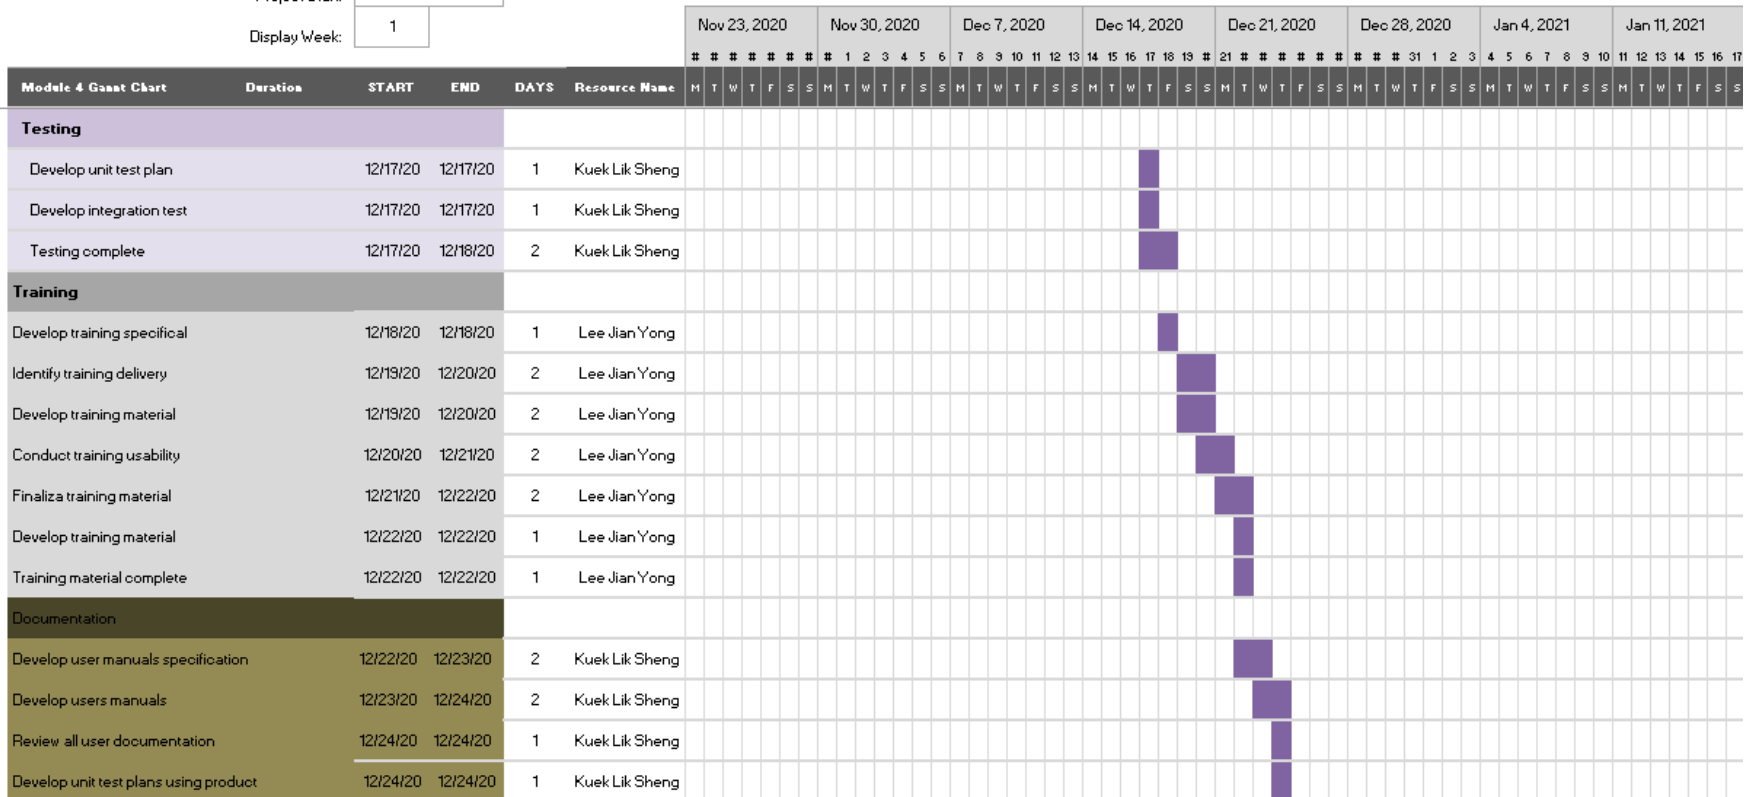 Display Week: 1
Nov 23, 2020 Nov 30, 2020 Dec 7, 2020 Dec 14, 2020 Dec 21, 2020 Dec 28, 2020 Jan 4, 2021 Jan 11, 2021
# # # # # # # # 1 2 3 4 5 6 7 8 9 10 11 12 13 14 15 16 17 18 19 # 21 # # # # # # # # # 31 1 2 3 4 5 6 7 8 9 10 11 12 13 14 15 16 17
Module 4 Gannt Chart Duration START END DAYS Resource Name M T W T F S S M T W T F S S M T W T F S S M T W T F S S M T W T F S S M T W T F S S M T W T F S S M T W T F S S
Testing
Develop unit test plan 12/17/20 12/17/20 1 Kuek Lik Sheng
Develop integration test 12/17/20 12/17/20 1 Kuek Lik Sheng
Testing complete 12/17/20 12/18/20 2 Kuek Lik Sheng
Training
Develop training specifical 12/18/20 12/18/20 1 Lee Jian Yong
Identify training delivery 12/19/20 12/20/20 2 Lee Jian Yong
Develop training material 12/19/20 12/20/20 2 Lee Jian Yong
Conduct training usability 12/20/20 12/21/20 2 Lee Jian Yong
Finaliza training material 12/21/20 12/22/20 2 Lee Jian Yong
Develop training material 12/22/20 12/22/20 1 Lee Jian Yong
Training material complete 12/22/20 12/22/20 1 Lee Jian Yong
Documentation
Develop user manuals specification 12/22/20 12/23/20 2 Kuek Lik Sheng
Develop users manuals 12/23/20 12/24/20 2 Kuek Lik Sheng
Review all user documentation 12/24/20 12/24/20 1 Kuek Lik Sheng
Develop unit test plans using product 12/24/20 12/24/20 1 Kuek Lik Sheng